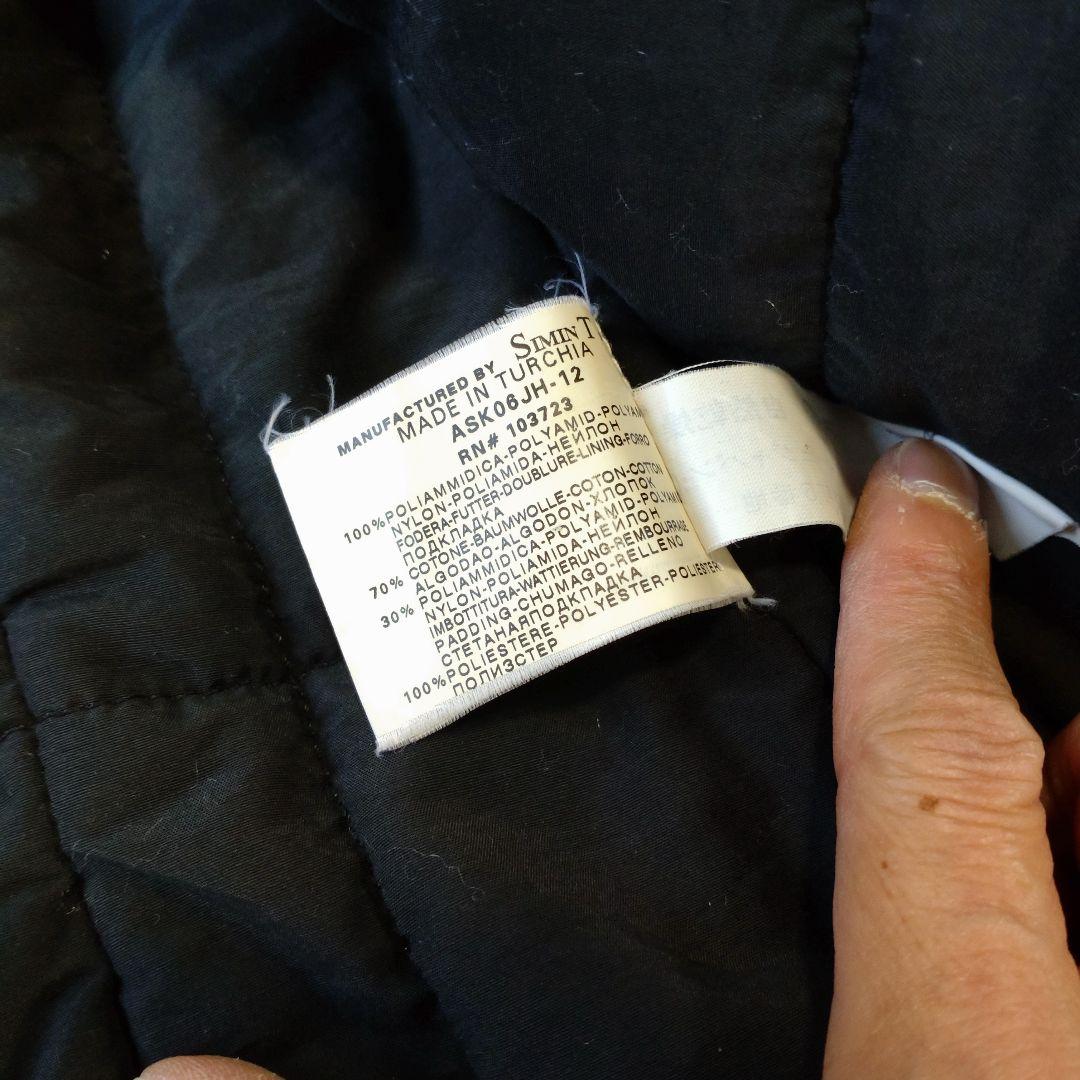 MANUFACTURED BY SIMINT
MADE IN TURCHIA
ASK06JH-12
RN# 103723
100%POLIAMMIDICA-POLYAMID-POLYAMI
NYLON-POLIAMIDA-НЕЙЛОН
FODERA-FUTTER-DOUBLURE-LINING-FORRO
ПОДКЛАДКА
70% COTONE-BAUMWOLLE-COTON-COTTON
ALGODAO-ALGODON-ХЛОПОК
30% POLIAMMIDICA-POLYAMID-POLYAMI
NYLON-POLIAMIDA-НЕЙЛОН
IMBOTTITURA-WATTIERUNG-REMBOURRAGE
PADDING-CHUMAGO-RELLENO
СТЕГАНАЯПОДКЛАДКА
100%POLIESTERE-POLYESTER-POLIESTER
ПОЛИЭСТЕР